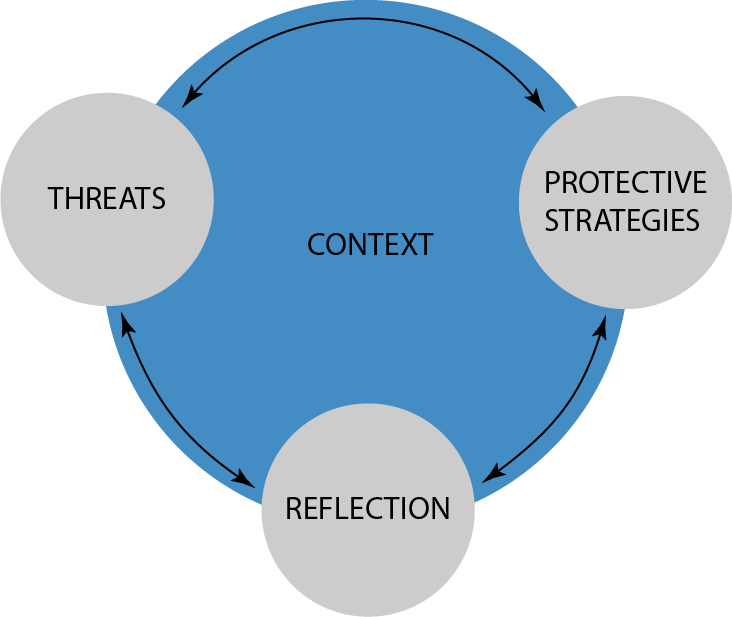 THREATS
PROTECTIVE
STRATEGIES
CONTEXT
REFLECTION